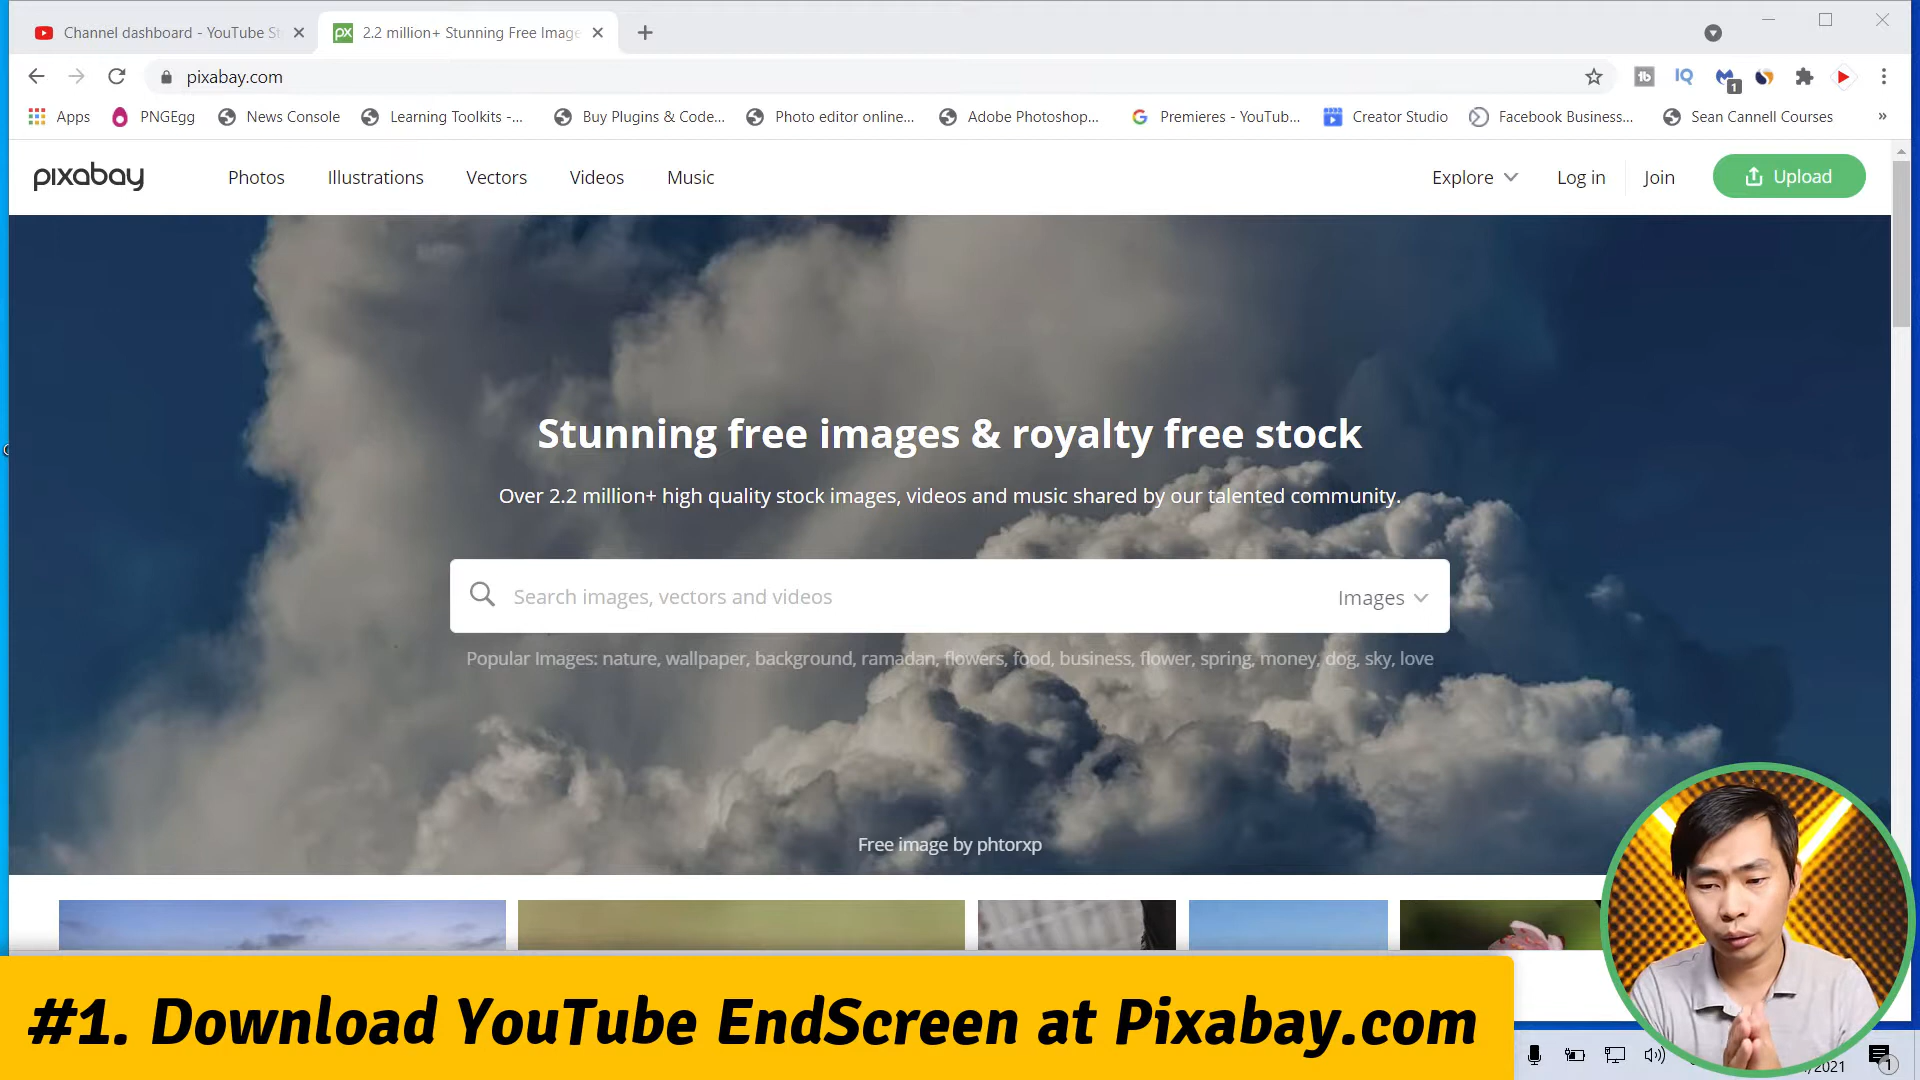 Channel dashboard - YouTube St
2.2 million+ Stunning Free Image
pixabay.com
tb
IQ
1
Apps
PNGEgg
News Console
Learning Toolkits -...
Buy Plugins & Code...
Photo editor online...
Adobe Photoshop...
Premieres - YouTub...
Creator Studio
Facebook Business...
Sean Cannell Courses
»
pixabay
Photos
Illustrations
Vectors
Videos
Music
Explore
Log in
Join
Upload
Stunning free images & royalty free stock
Over 2.2 million+ high quality stock images, videos and music shared by our talented community.
Search images, vectors and videos
Images
Popular Images: nature, wallpaper, background, ramadan, flowers, food, business, flower, spring, money, dog, sky, love
Free image by phtorxp
#1. Download YouTube EndScreen at Pixabay.com
/2021
1